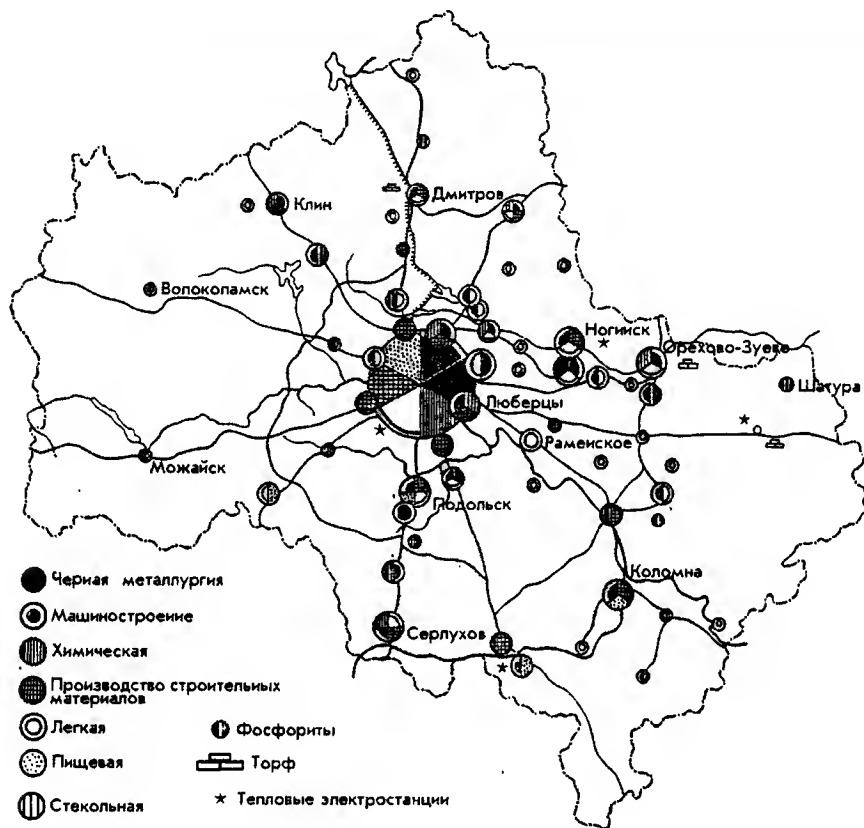 Дмитров
Клин
Волокопамск
Ногинск
Орехово-Зуево
Шатура
Люберцы
Раменское
Можайск
Подольск
Коломна
Серпухов
Черная металлургия
Машиностроение
Химическая
Производство строительных
материалов
Легкая
Пищевая
Стекольная
Фосфориты
Торф
Тепловые электростанции